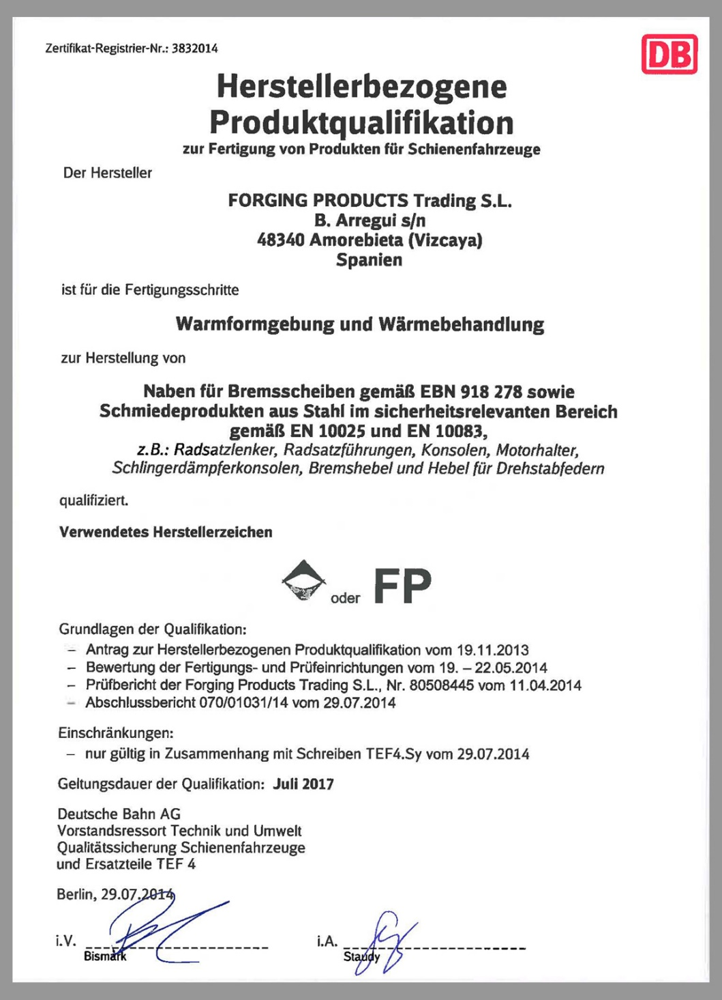 Zertifikat-Registrier-Nr.: 3832014
DB
Herstellerbezogene
Produktqualifikation
zur Fertigung von Produkten für Schienenfahrzeuge
Der Hersteller
FORGING PRODUCTS Trading S.L.
B. Arregui s/n
48340 Amorebieta (Vizcaya)
Spanien
ist für die Fertigungsschritte
Warmformgebung und Wärmebehandlung
zur Herstellung von
Naben für Bremsscheiben gemäß EBN 918 278 sowie
Schmiedeprodukten aus Stahl im sicherheitsrelevanten Bereich
gemäß EN 10025 und EN 10083,
z.B.: Radsatzlenker, Radsatzführungen, Konsolen, Motorhalter,
Schlingerdämpferkonsolen, Bremshebel und Hebel für Drehstabfedern
qualifiziert.
Verwendetes Herstellerzeichen
oder FP
Grundlagen der Qualifikation:
– Antrag zur Herstellerbezogenen Produktqualifikation vom 19.11.2013
– Bewertung der Fertigungs- und Prüfeinrichtungen vom 19. – 22.05.2014
– Prüfbericht der Forging Products Trading S.L., Nr. 80508445 vom 11.04.2014
– Abschlussbericht 070/01031/14 vom 29.07.2014
Einschränkungen:
– nur gültig in Zusammenhang mit Schreiben TEF4.Sy vom 29.07.2014
Geltungsdauer der Qualifikation: Juli 2017
Deutsche Bahn AG
Vorstandsressort Technik und Umwelt
Qualitätssicherung Schienenfahrzeuge
und Ersatzteile TEF 4
Berlin, 29.07.2014
i.V. i.A.
Bismark Staudy